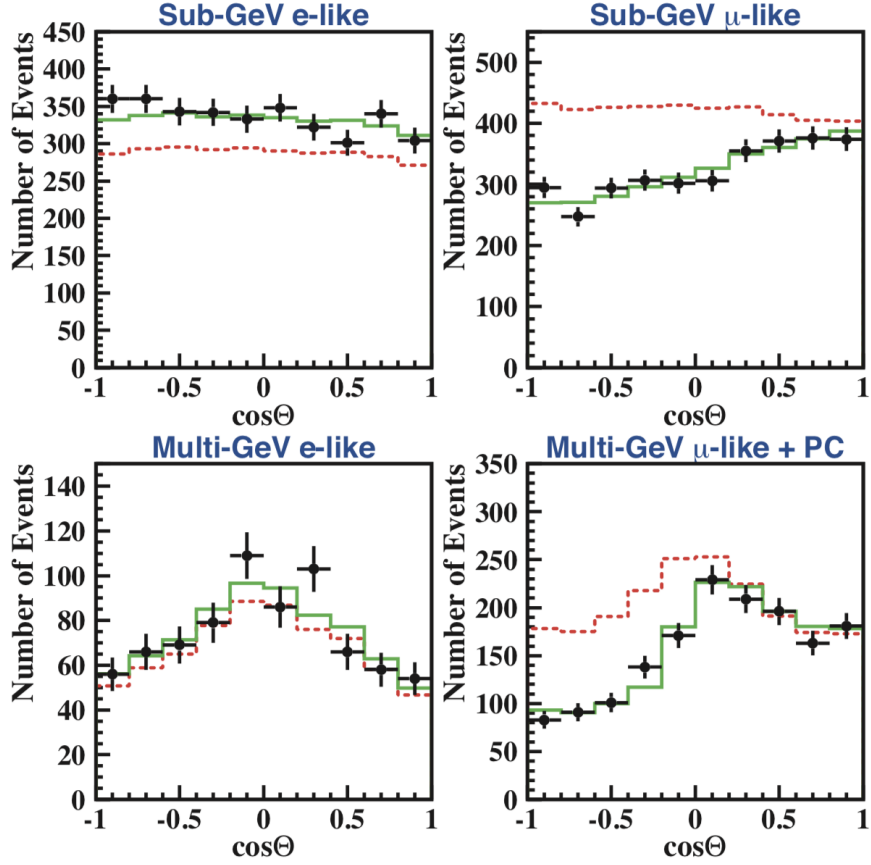 Sub-GeV e-like
Number of Events
450
400
350
300
250
200
150
100
50
0
-1 -0.5 0 0.5 1
cosΘ
Sub-GeV μ-like
Number of Events
500
400
300
200
100
0
-1 -0.5 0 0.5 1
cosΘ
Multi-GeV e-like
Number of Events
140
120
100
80
60
40
20
0
-1 -0.5 0 0.5 1
cosΘ
Multi-GeV μ-like + PC
Number of Events
350
300
250
200
150
100
50
0
-1 -0.5 0 0.5 1
cosΘ